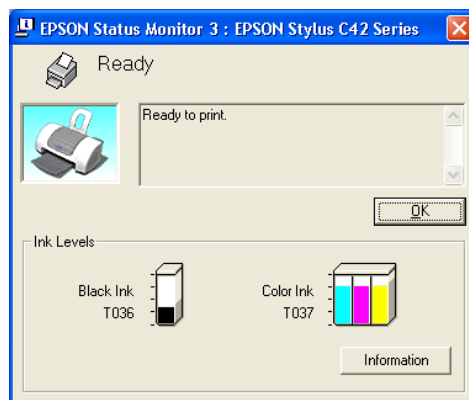 EPSON Status Monitor 3 : EPSON Stylus C42 Series
Ready
Ready to print.
OK
Ink Levels
Black Ink
T036
Color Ink
T037
Information